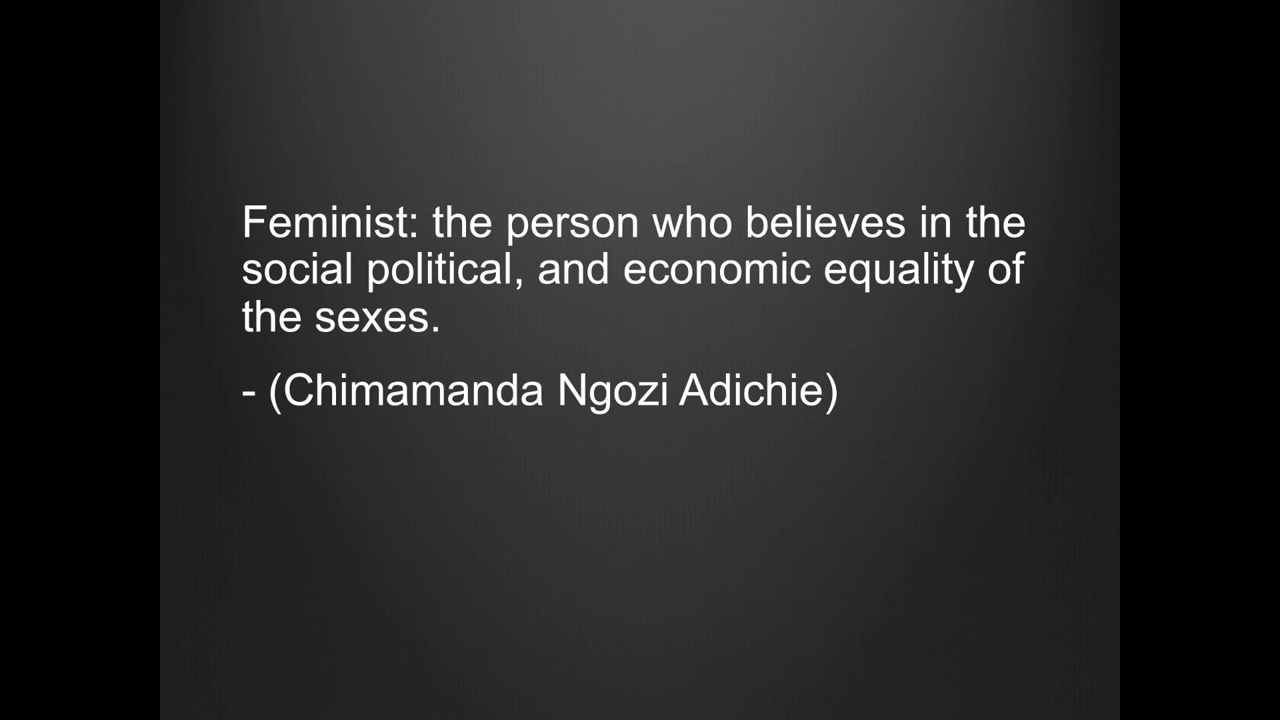 Feminist: the person who believes in the
social political, and economic equality of
the sexes.
- (Chimamanda Ngozi Adichie)